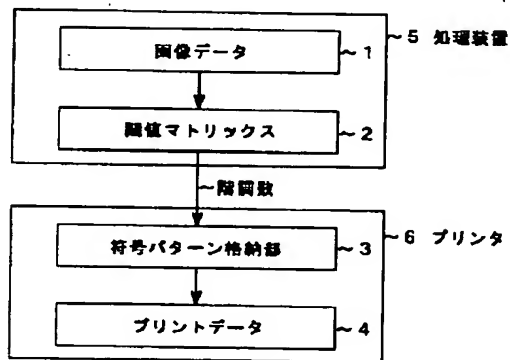 画像データ ~1
~5 処理装置
閾値マトリックス ~2
~階調数
符号パターン格納部 ~3
~6 プリンタ
プリントデータ ~4